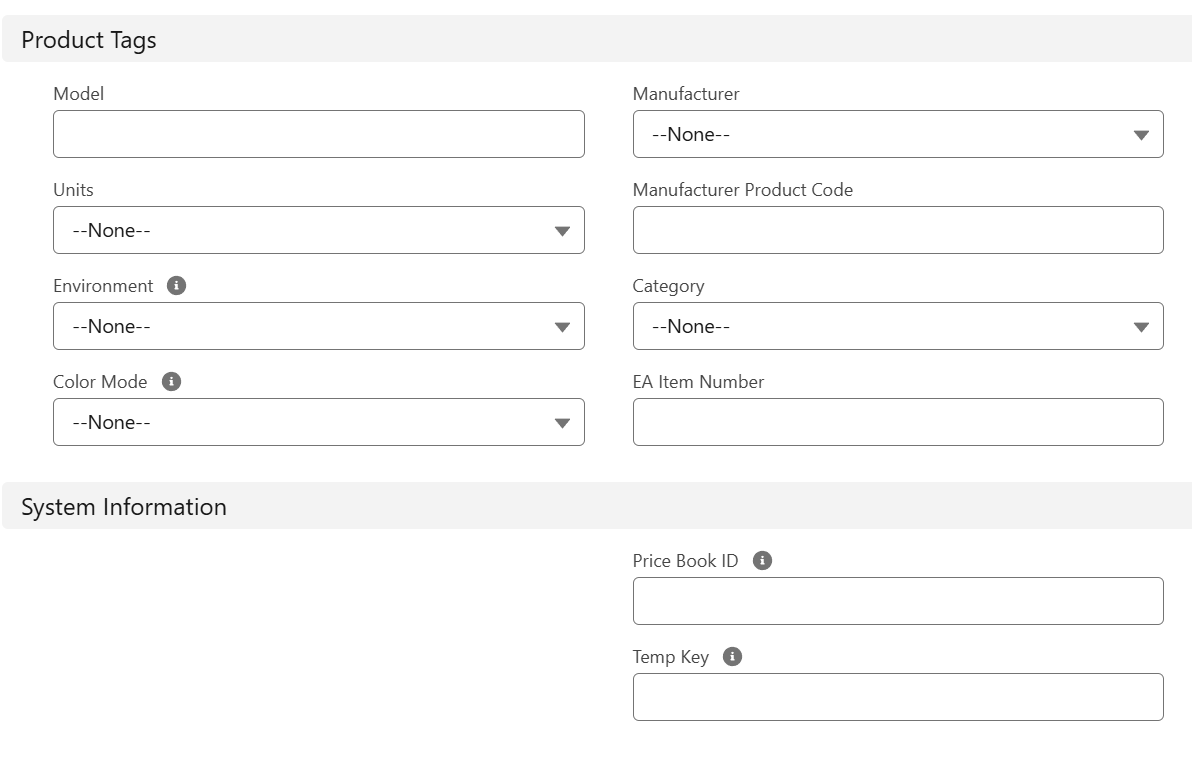 Product Tags
Model
Manufacturer
--None--
Units
--None--
Manufacturer Product Code
Environment
--None--
Category
--None--
Color Mode
--None--
EA Item Number
System Information
Price Book ID
Temp Key